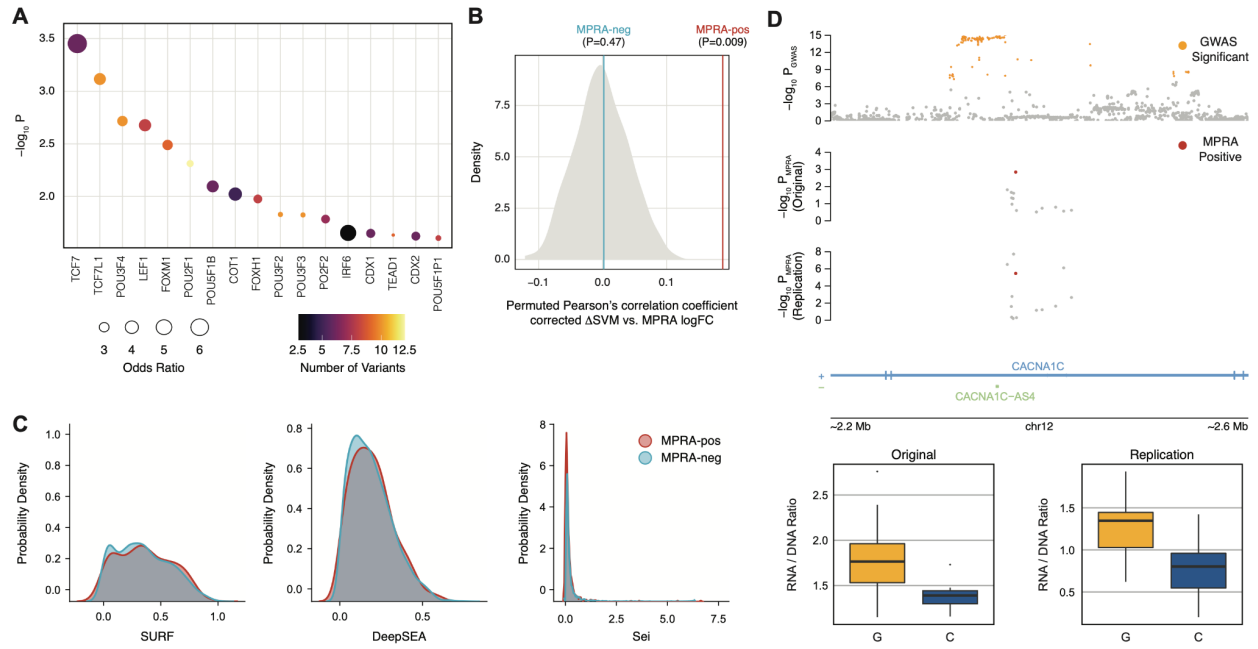 A
3.5
3.0
2.5
2.0
−log10 P
TCF7
TCF7L1
POU3F4
LEF1
FOXM1
POU2F1
POU5F1B
COT1
FOXH1
POU3F2
POU3F3
PO2F2
IRF6
CDX1
TEAD1
CDX2
POU5F1P1
3 4 5 6
Odds Ratio
2.5 5 7.5 10 12.5
Number of Variants
B
MPRA-neg
(P=0.47)
MPRA-pos
(P=0.009)
7.5
5.0
2.5
0.0
Density
−0.1 0.0 0.1
Permuted Pearson's correlation coefficient
corrected ΔSVM vs. MPRA logFC
C
1.0
0.8
0.6
0.4
0.2
0.0
Probability Density
0.0 0.5 1.0
SURF
0.8
0.6
0.4
0.2
0.0
Probability Density
0.0 0.5
DeepSEA
8
6
4
2
0
Probability Density
0.0 2.5 5.0 7.5
Sei
MPRA-pos
MPRA-neg
D
15
12
9
6
3
0
−log10 PGWAS
GWAS
Significant
4
3
2
1
0
−log10 PMPRA
(Original)
MPRA
Positive
8
6
4
2
0
−log10 PMPRA
(Replication)
CACNA1C
+
−
CACNA1C−AS4
~2.2 Mb chr12 ~2.6 Mb
Original
2.5
2.0
1.5
RNA / DNA Ratio
G C
Replication
1.5
1.0
0.5
RNA / DNA Ratio
G C